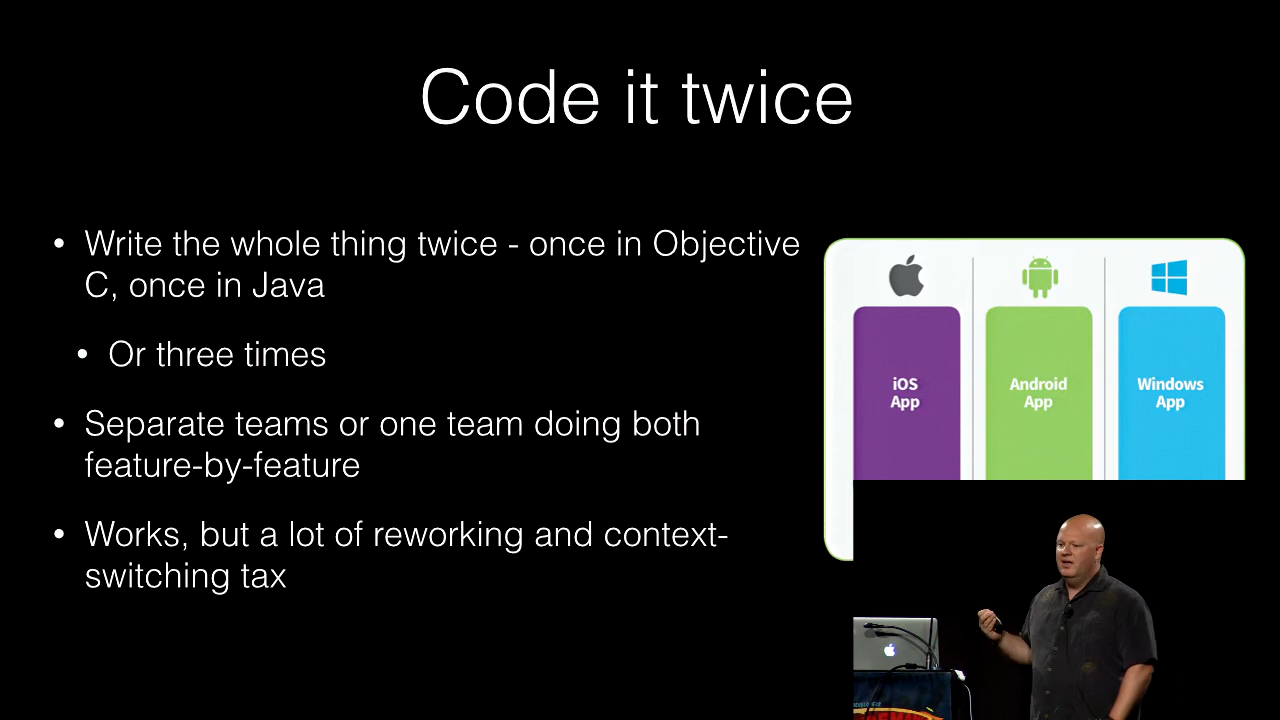 Code it twice
• Write the whole thing twice - once in Objective
C, once in Java
• Or three times
• Separate teams or one team doing both
feature-by-feature
• Works, but a lot of reworking and context-
switching tax
iOS
App
Android
App
Windows
App